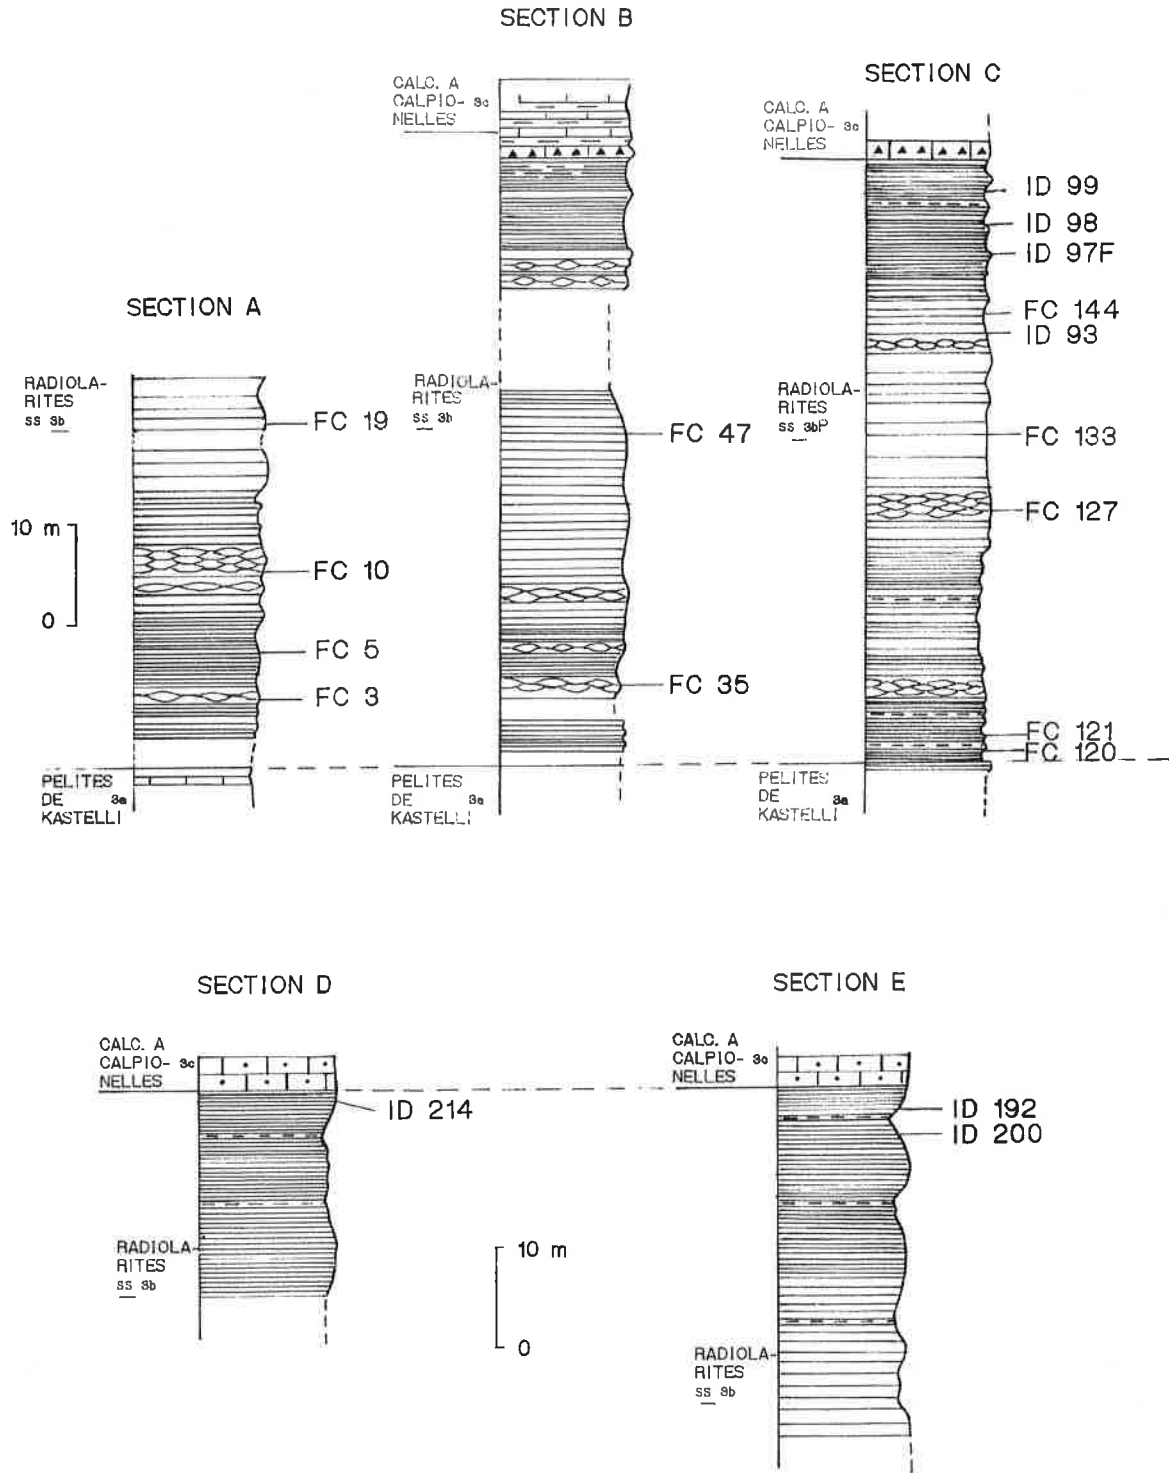 SECTION B
CALC. A
CALPIO- 3c
NELLES
RADIOLA-
RITES
ss 3b
FC 47
FC 35
PELITES
DE 3a
KASTELLI
SECTION C
CALC. A
CALPIO- 3c
NELLES
ID 99
ID 98
ID 97F
FC 144
ID 93
RADIOLA-
RITES
ss 3bP
FC 133
FC 127
FC 121
FC 120
PELITES
DE 3a
KASTELLI
SECTION A
RADIOLA-
RITES
ss 3b
FC 19
10 m
0
FC 10
FC 5
FC 3
PELITES
DE 3a
KASTELLI
SECTION D
CALC. A
CALPIO- 3c
NELLES
ID 214
RADIOLA-
RITES
ss 3b
10 m
0
SECTION E
CALC. A
CALPIO- 3c
NELLES
ID 192
ID 200
RADIOLA-
RITES
ss 3b